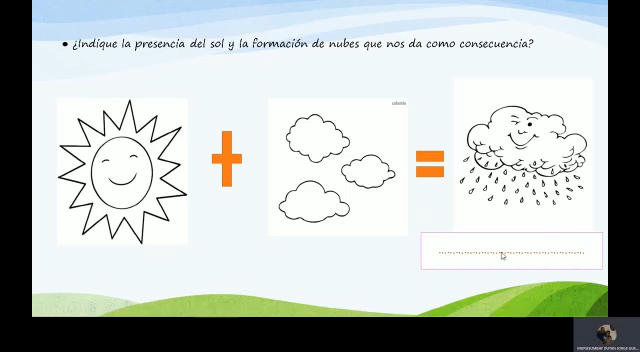 • ¿Indique la presencia del sol y la formación de nubes que nos da como consecuencia?
+
=